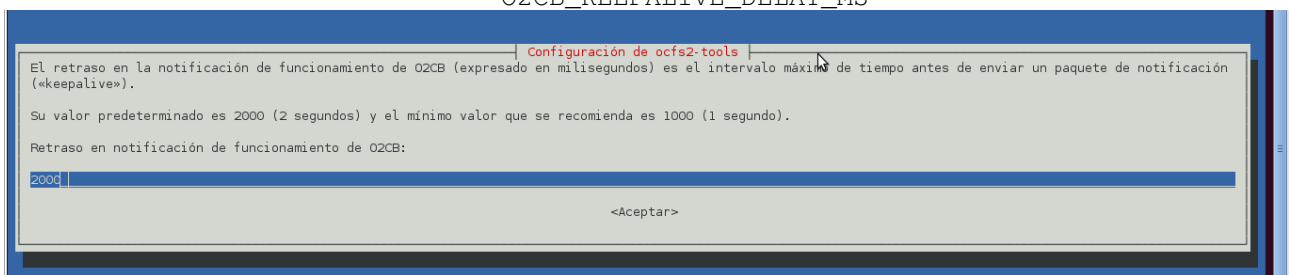 O2CB_KEEPALIVE_DELAY_MS
Configuración de ocfs2-tools
El retraso en la notificación de funcionamiento de O2CB (expresado en milisegundos) es el intervalo máximo de tiempo antes de enviar un paquete de notificación
(«keepalive»).
Su valor predeterminado es 2000 (2 segundos) y el mínimo valor que se recomienda es 1000 (1 segundo).
Retraso en notificación de funcionamiento de O2CB:
2000
<Aceptar>